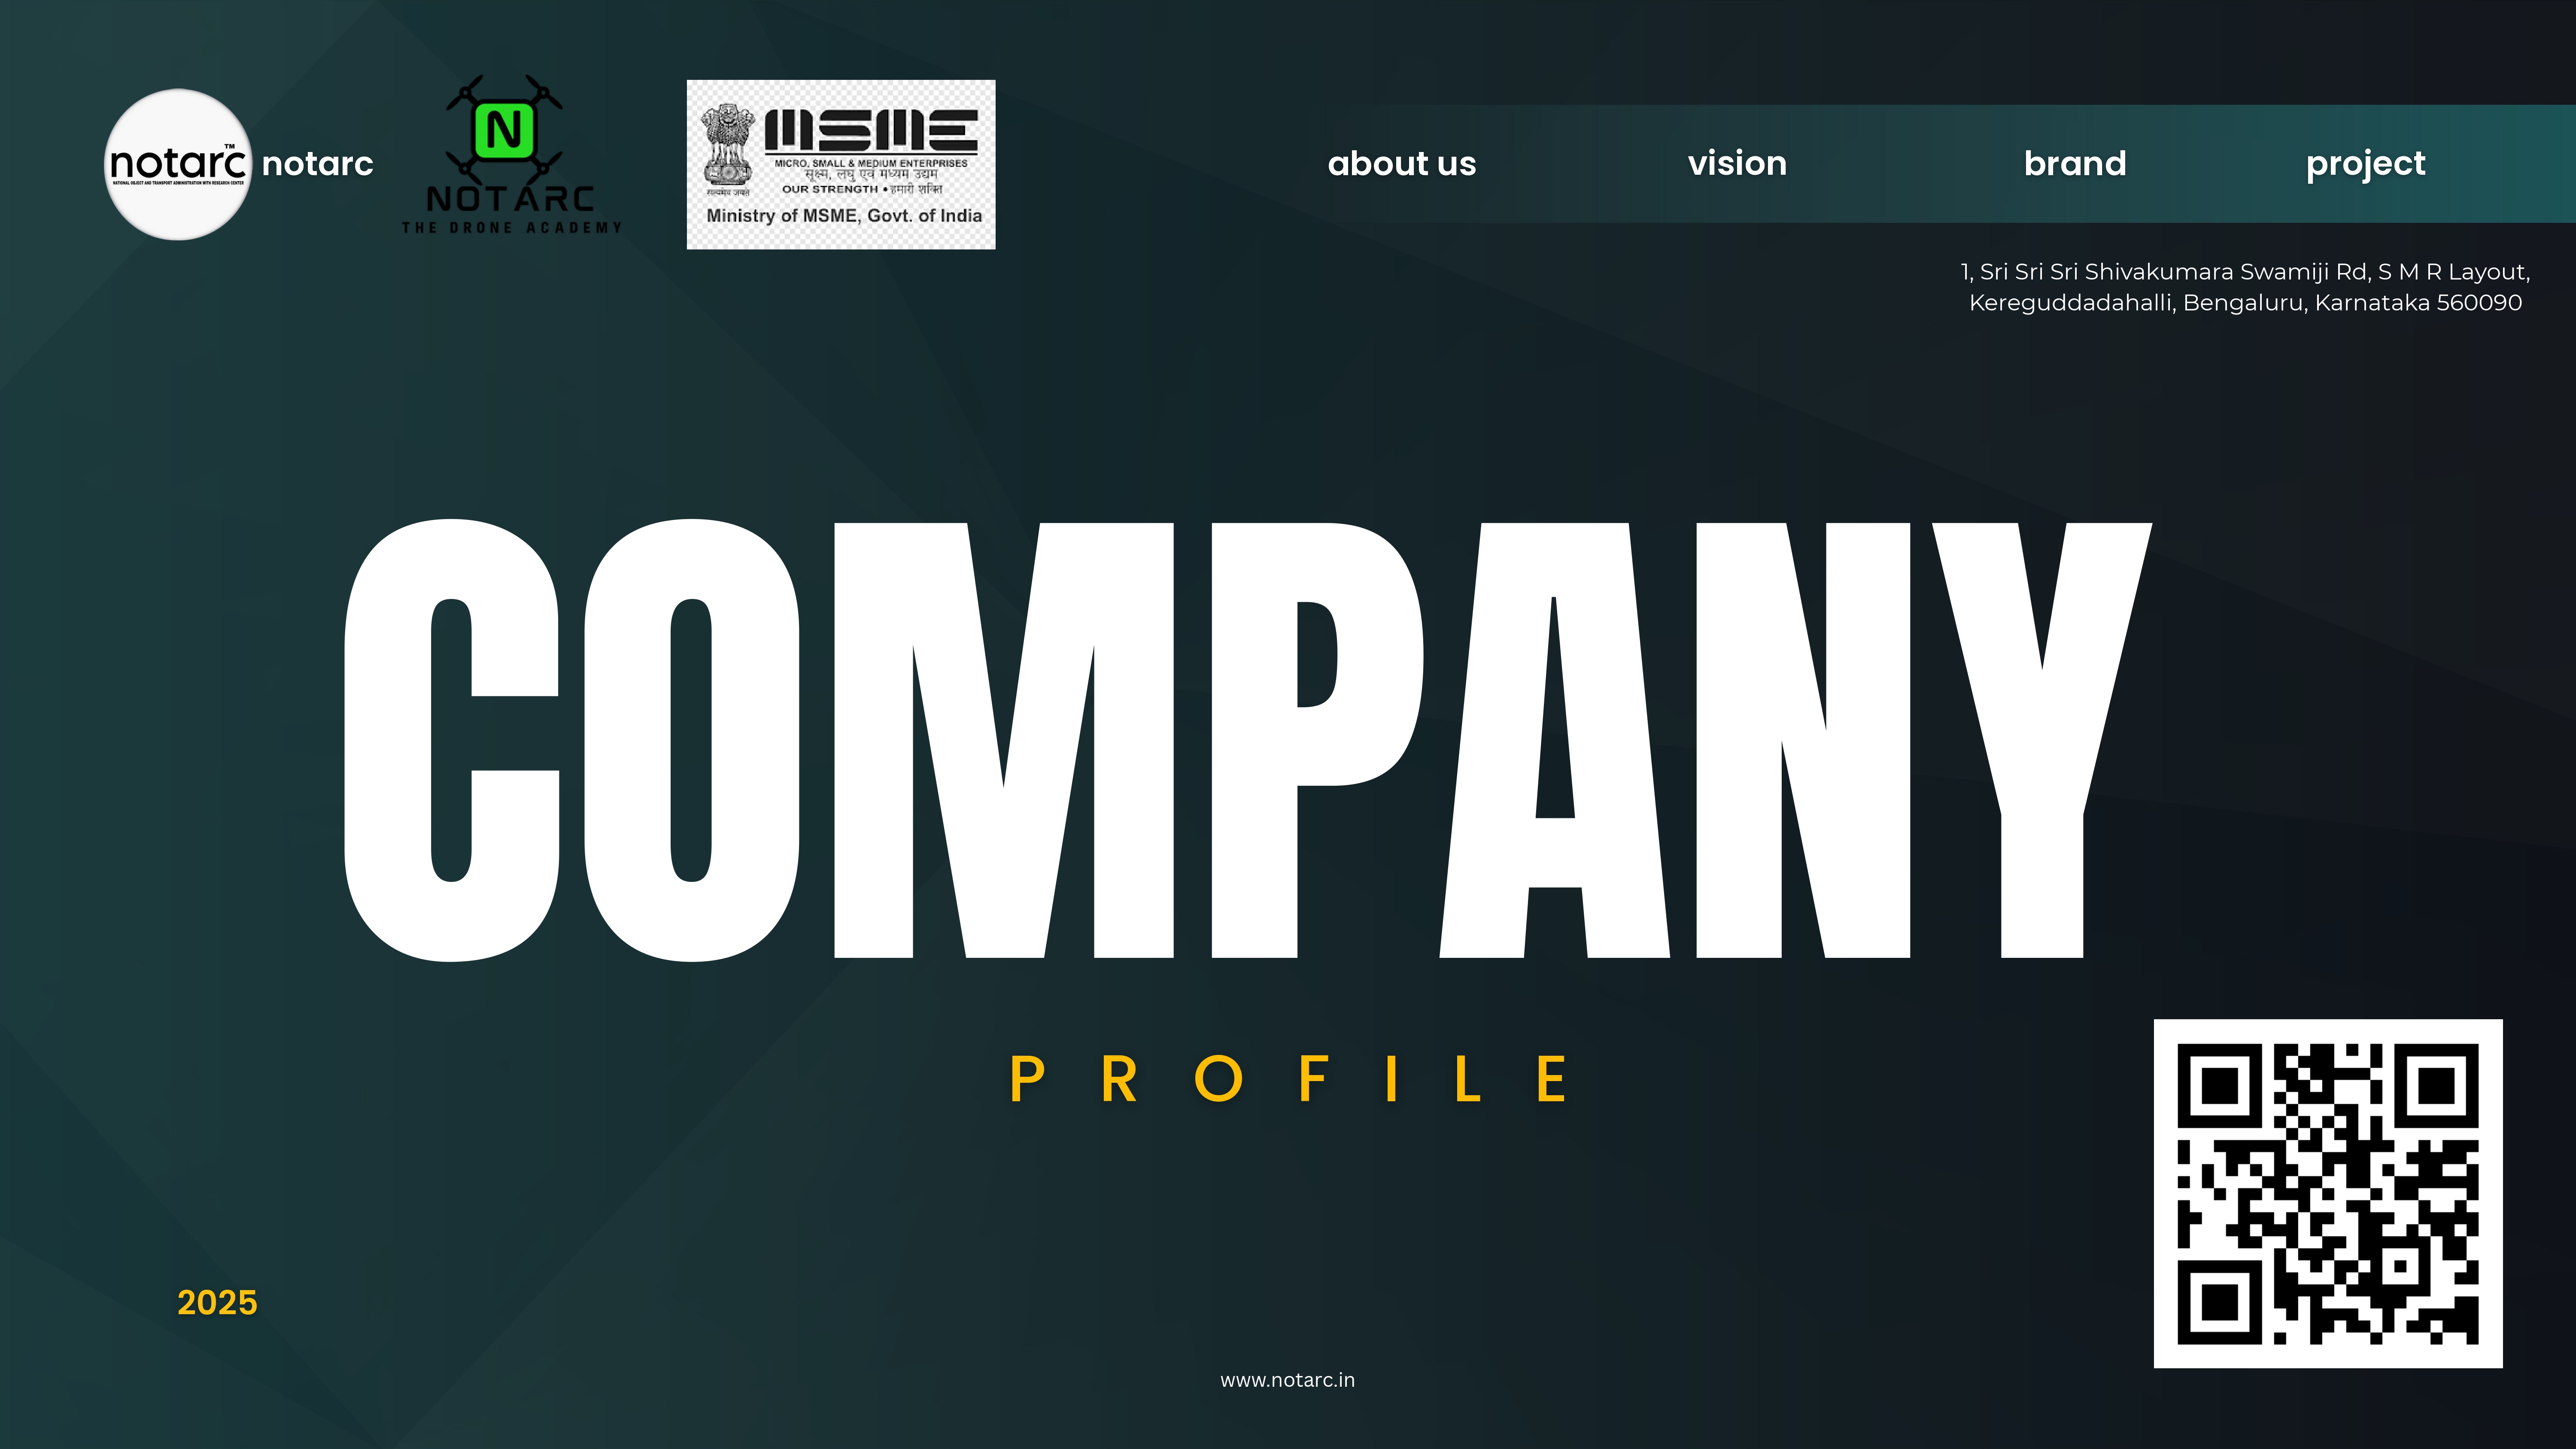 notarc™
NATIONAL OBJECT AND TRANSPORT ADMINISTRATION WITH RESEARCH CENTER
notarc
N
NOTARC
THE DRONE ACADEMY
MSME
MICRO, SMALL & MEDIUM ENTERPRISES
सूक्ष्म, लघु एवं मध्यम उद्यम
OUR STRENGTH • हमारी शक्ति
सत्यमेव जयते
Ministry of MSME, Govt. of India
about us
vision
brand
project
1, Sri Sri Sri Shivakumara Swamiji Rd, S M R Layout,
Kereguddadahalli, Bengaluru, Karnataka 560090
COMPANY
PROFILE
2025
www.notarc.in